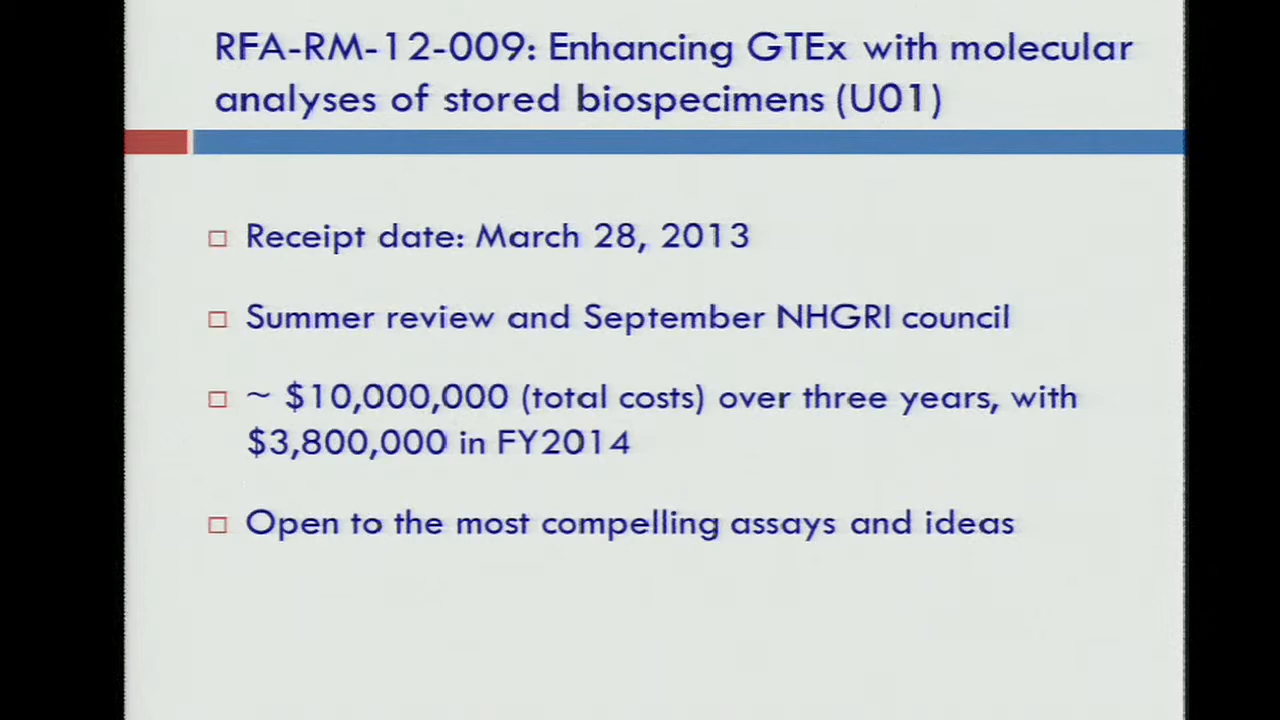 RFA-RM-12-009: Enhancing GTEx with molecular
analyses of stored biospecimens (U01)
Receipt date: March 28, 2013
Summer review and September NHGRI council
~ $10,000,000 (total costs) over three years, with
$3,800,000 in FY2014
Open to the most compelling assays and ideas